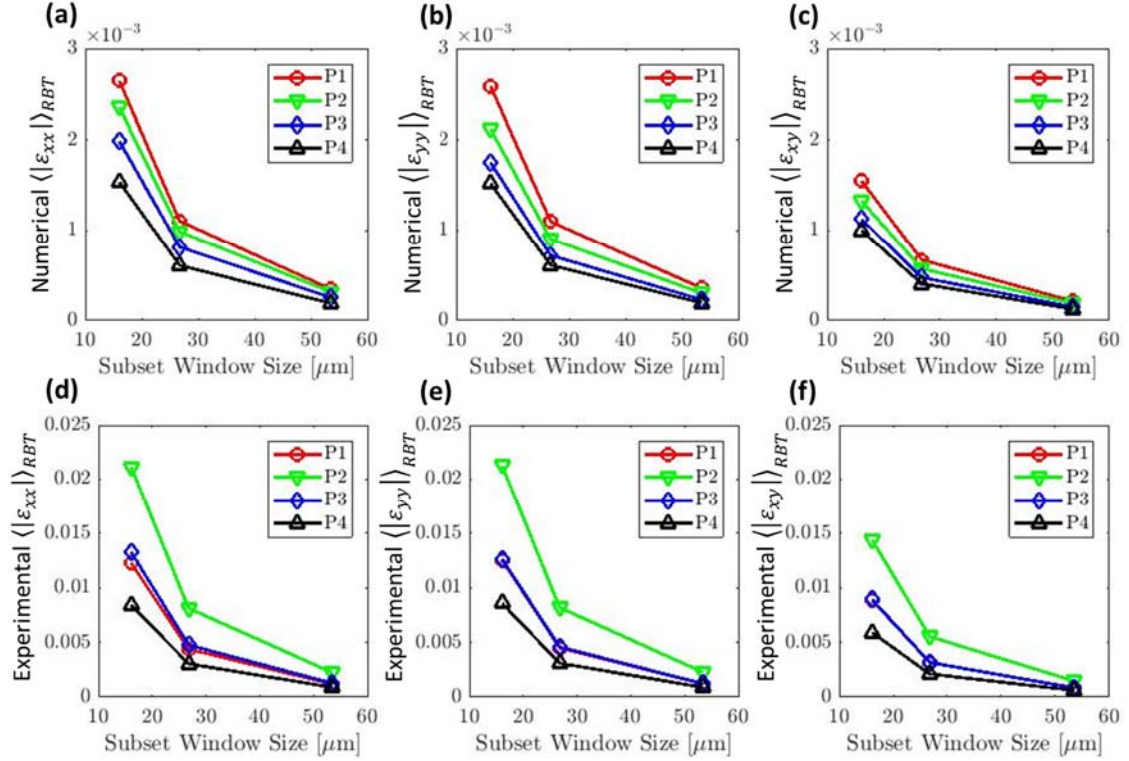 (a)
×10⁻³
3
2
1
0
Numerical ⟨|εxx|⟩RBT
P1
P2
P3
P4
10 20 30 40 50 60
Subset Window Size [μm]
(b)
×10⁻³
3
2
1
0
Numerical ⟨|εyy|⟩RBT
P1
P2
P3
P4
10 20 30 40 50 60
Subset Window Size [μm]
(c)
×10⁻³
3
2
1
0
Numerical ⟨|εxy|⟩RBT
P1
P2
P3
P4
10 20 30 40 50 60
Subset Window Size [μm]
(d)
0.025
0.02
0.015
0.01
0.005
0
Experimental ⟨|εxx|⟩RBT
P1
P2
P3
P4
10 20 30 40 50 60
Subset Window Size [μm]
(e)
0.025
0.02
0.015
0.01
0.005
0
Experimental ⟨|εyy|⟩RBT
P1
P2
P3
P4
10 20 30 40 50 60
Subset Window Size [μm]
(f)
0.025
0.02
0.015
0.01
0.005
0
Experimental ⟨|εxy|⟩RBT
P1
P2
P3
P4
10 20 30 40 50 60
Subset Window Size [μm]